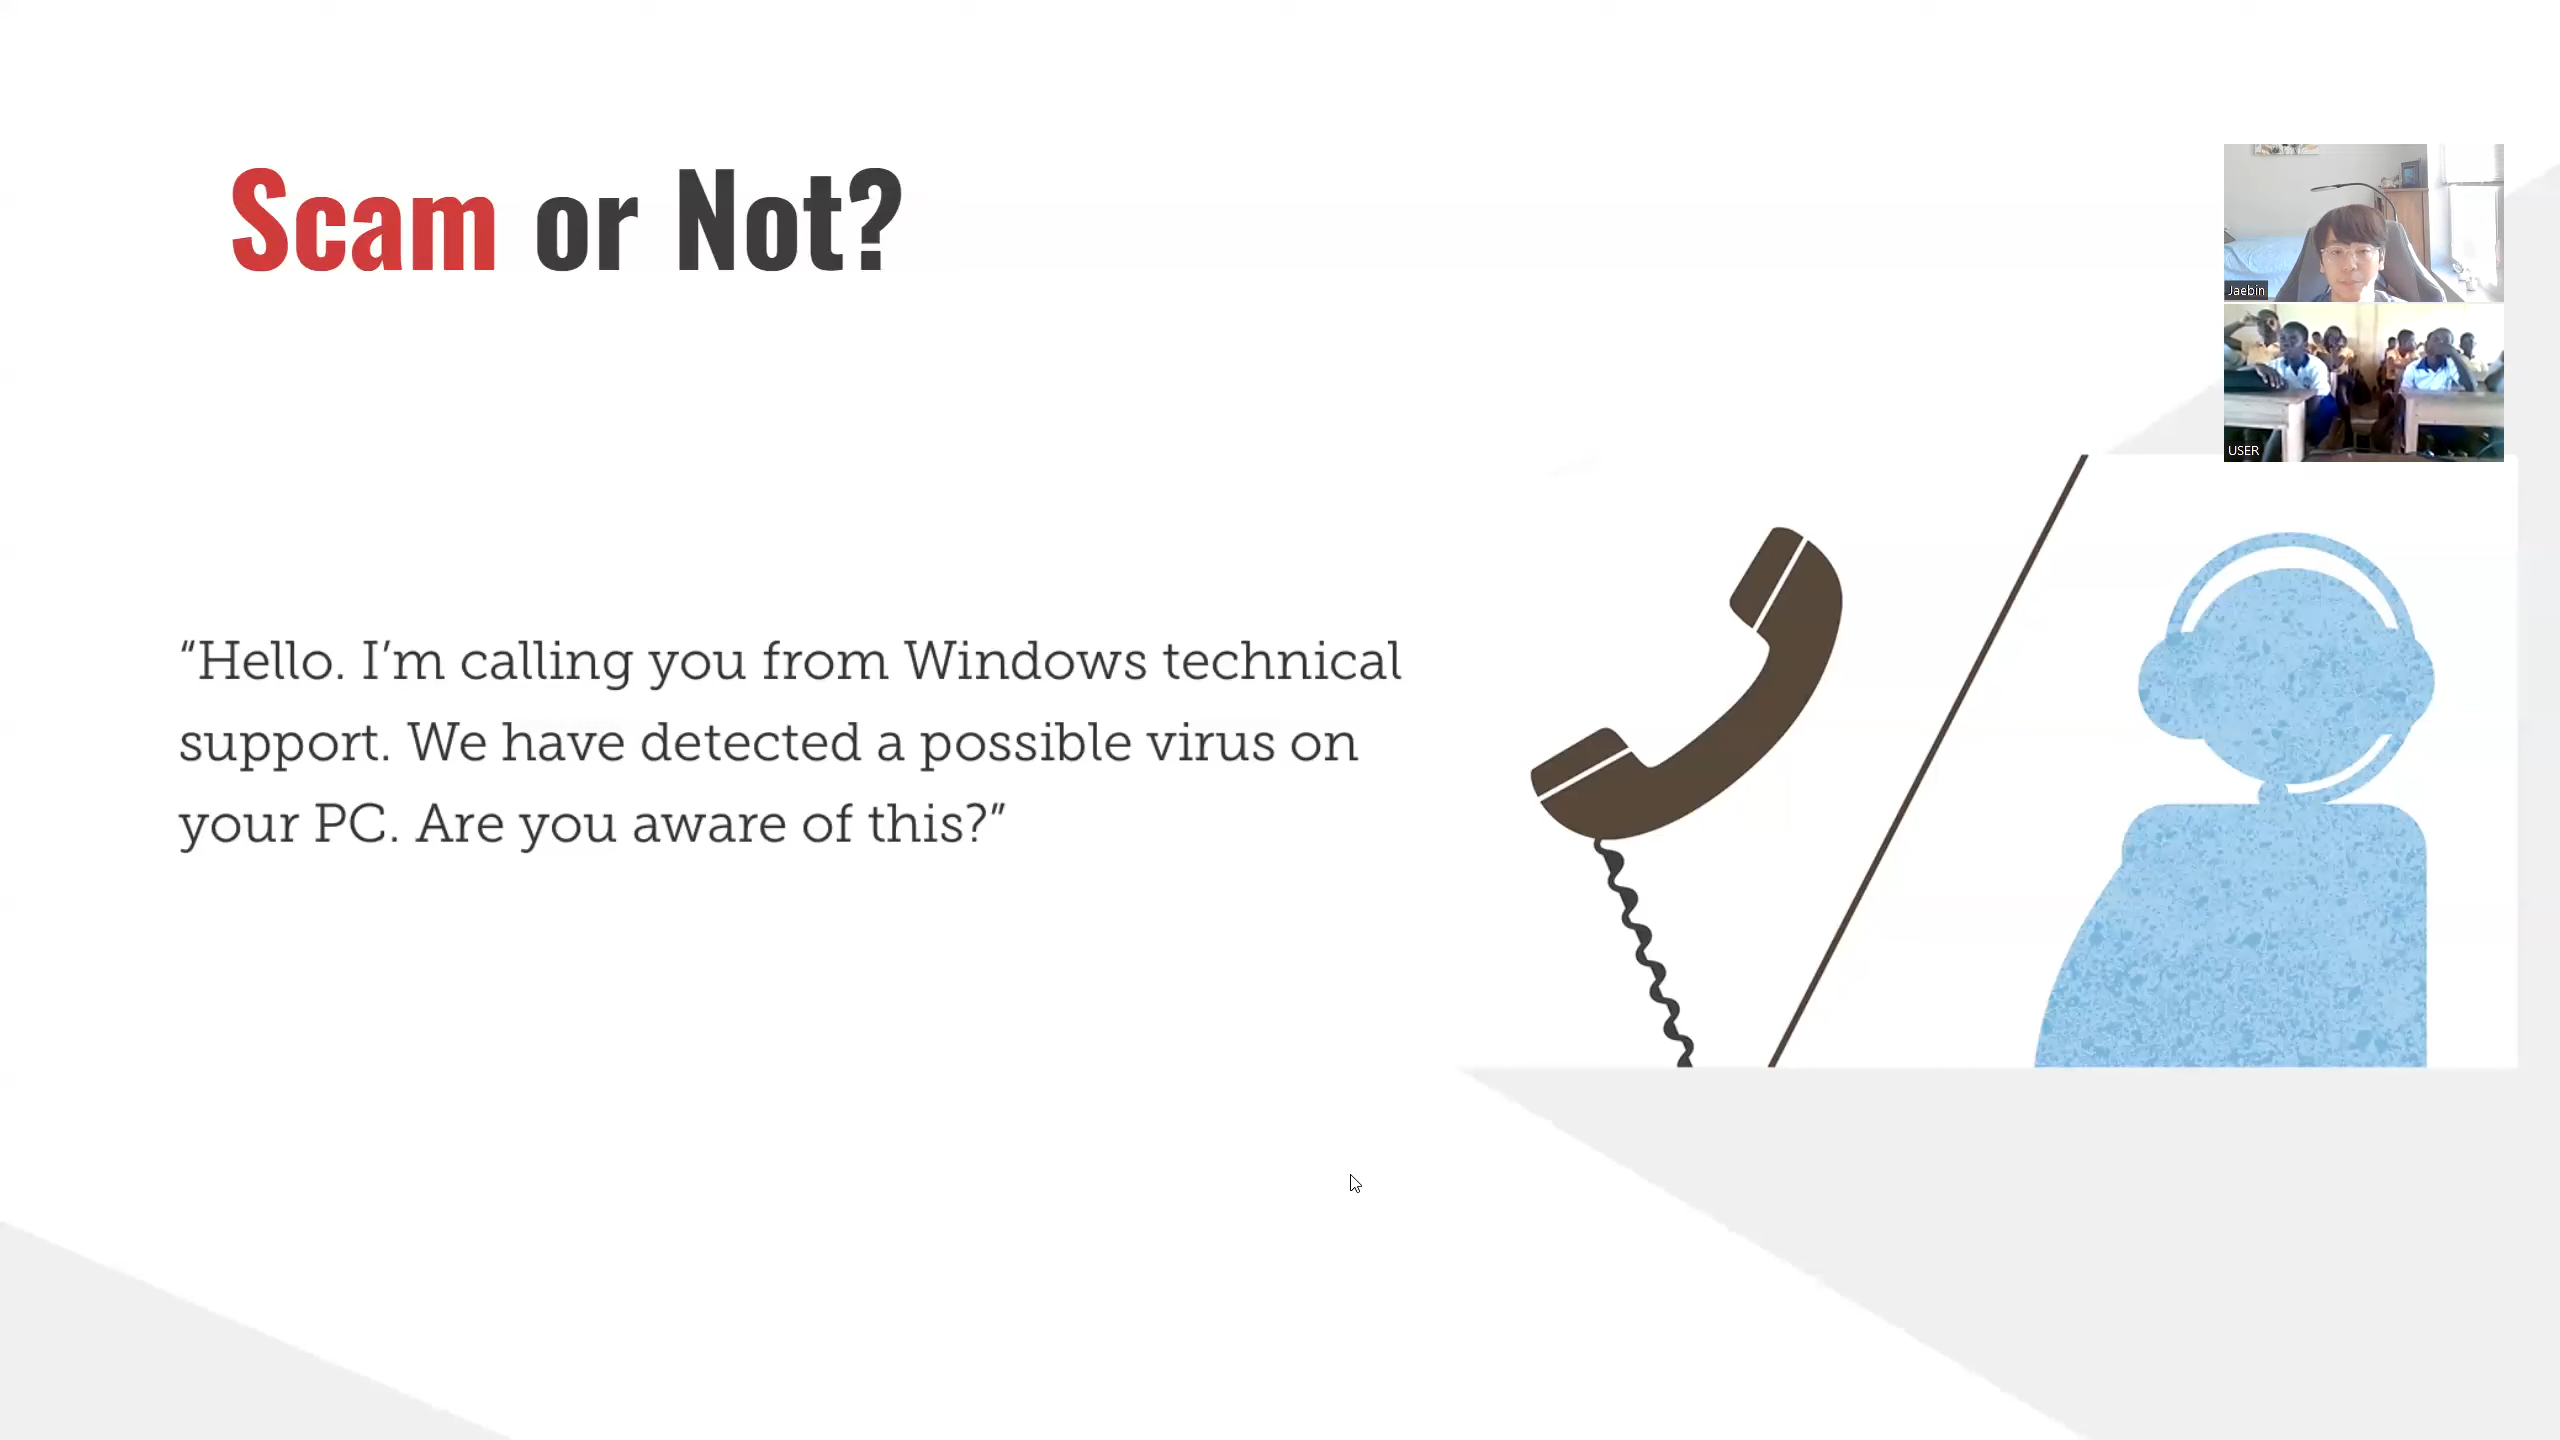 Scam or Not?
Jaebin
USER
“Hello. I’m calling you from Windows technical
support. We have detected a possible virus on
your PC. Are you aware of this?”